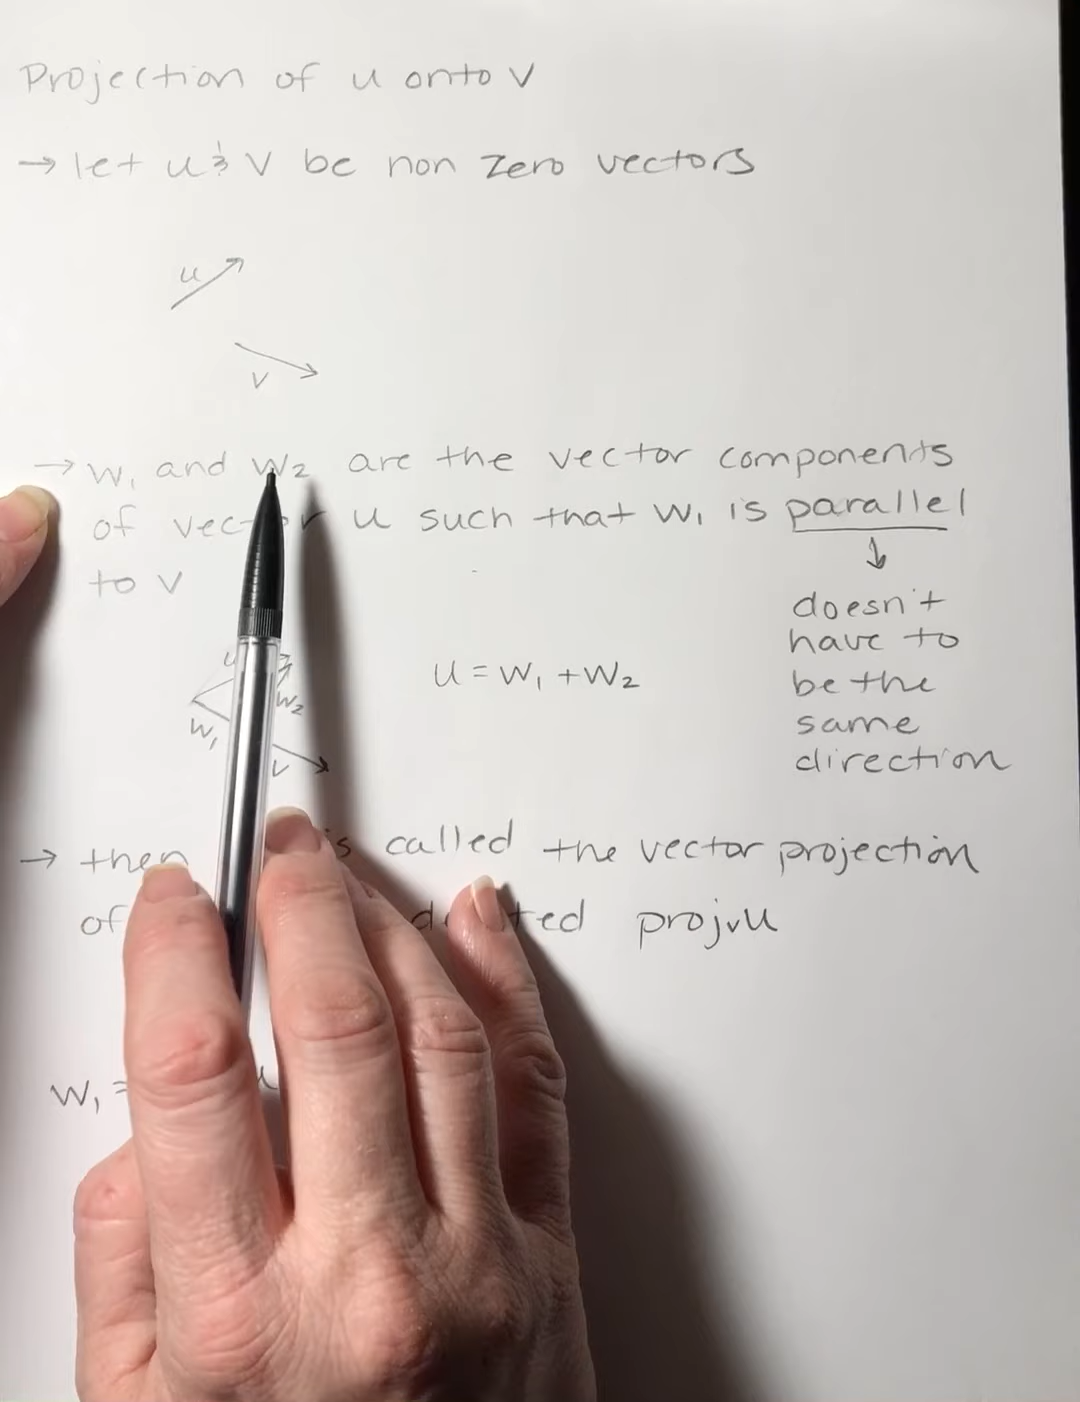 Projection of u onto v
→ let u & v be non zero vectors
u
v
→ w₁ and w₂ are the vector components
of vector u such that w₁ is parallel
to v
↓
doesn't
have to
be the
same
direction
u
w₂
w₁
v
u = w₁ + w₂
→ then is called the vector projection
of projᵥu
w₁ =